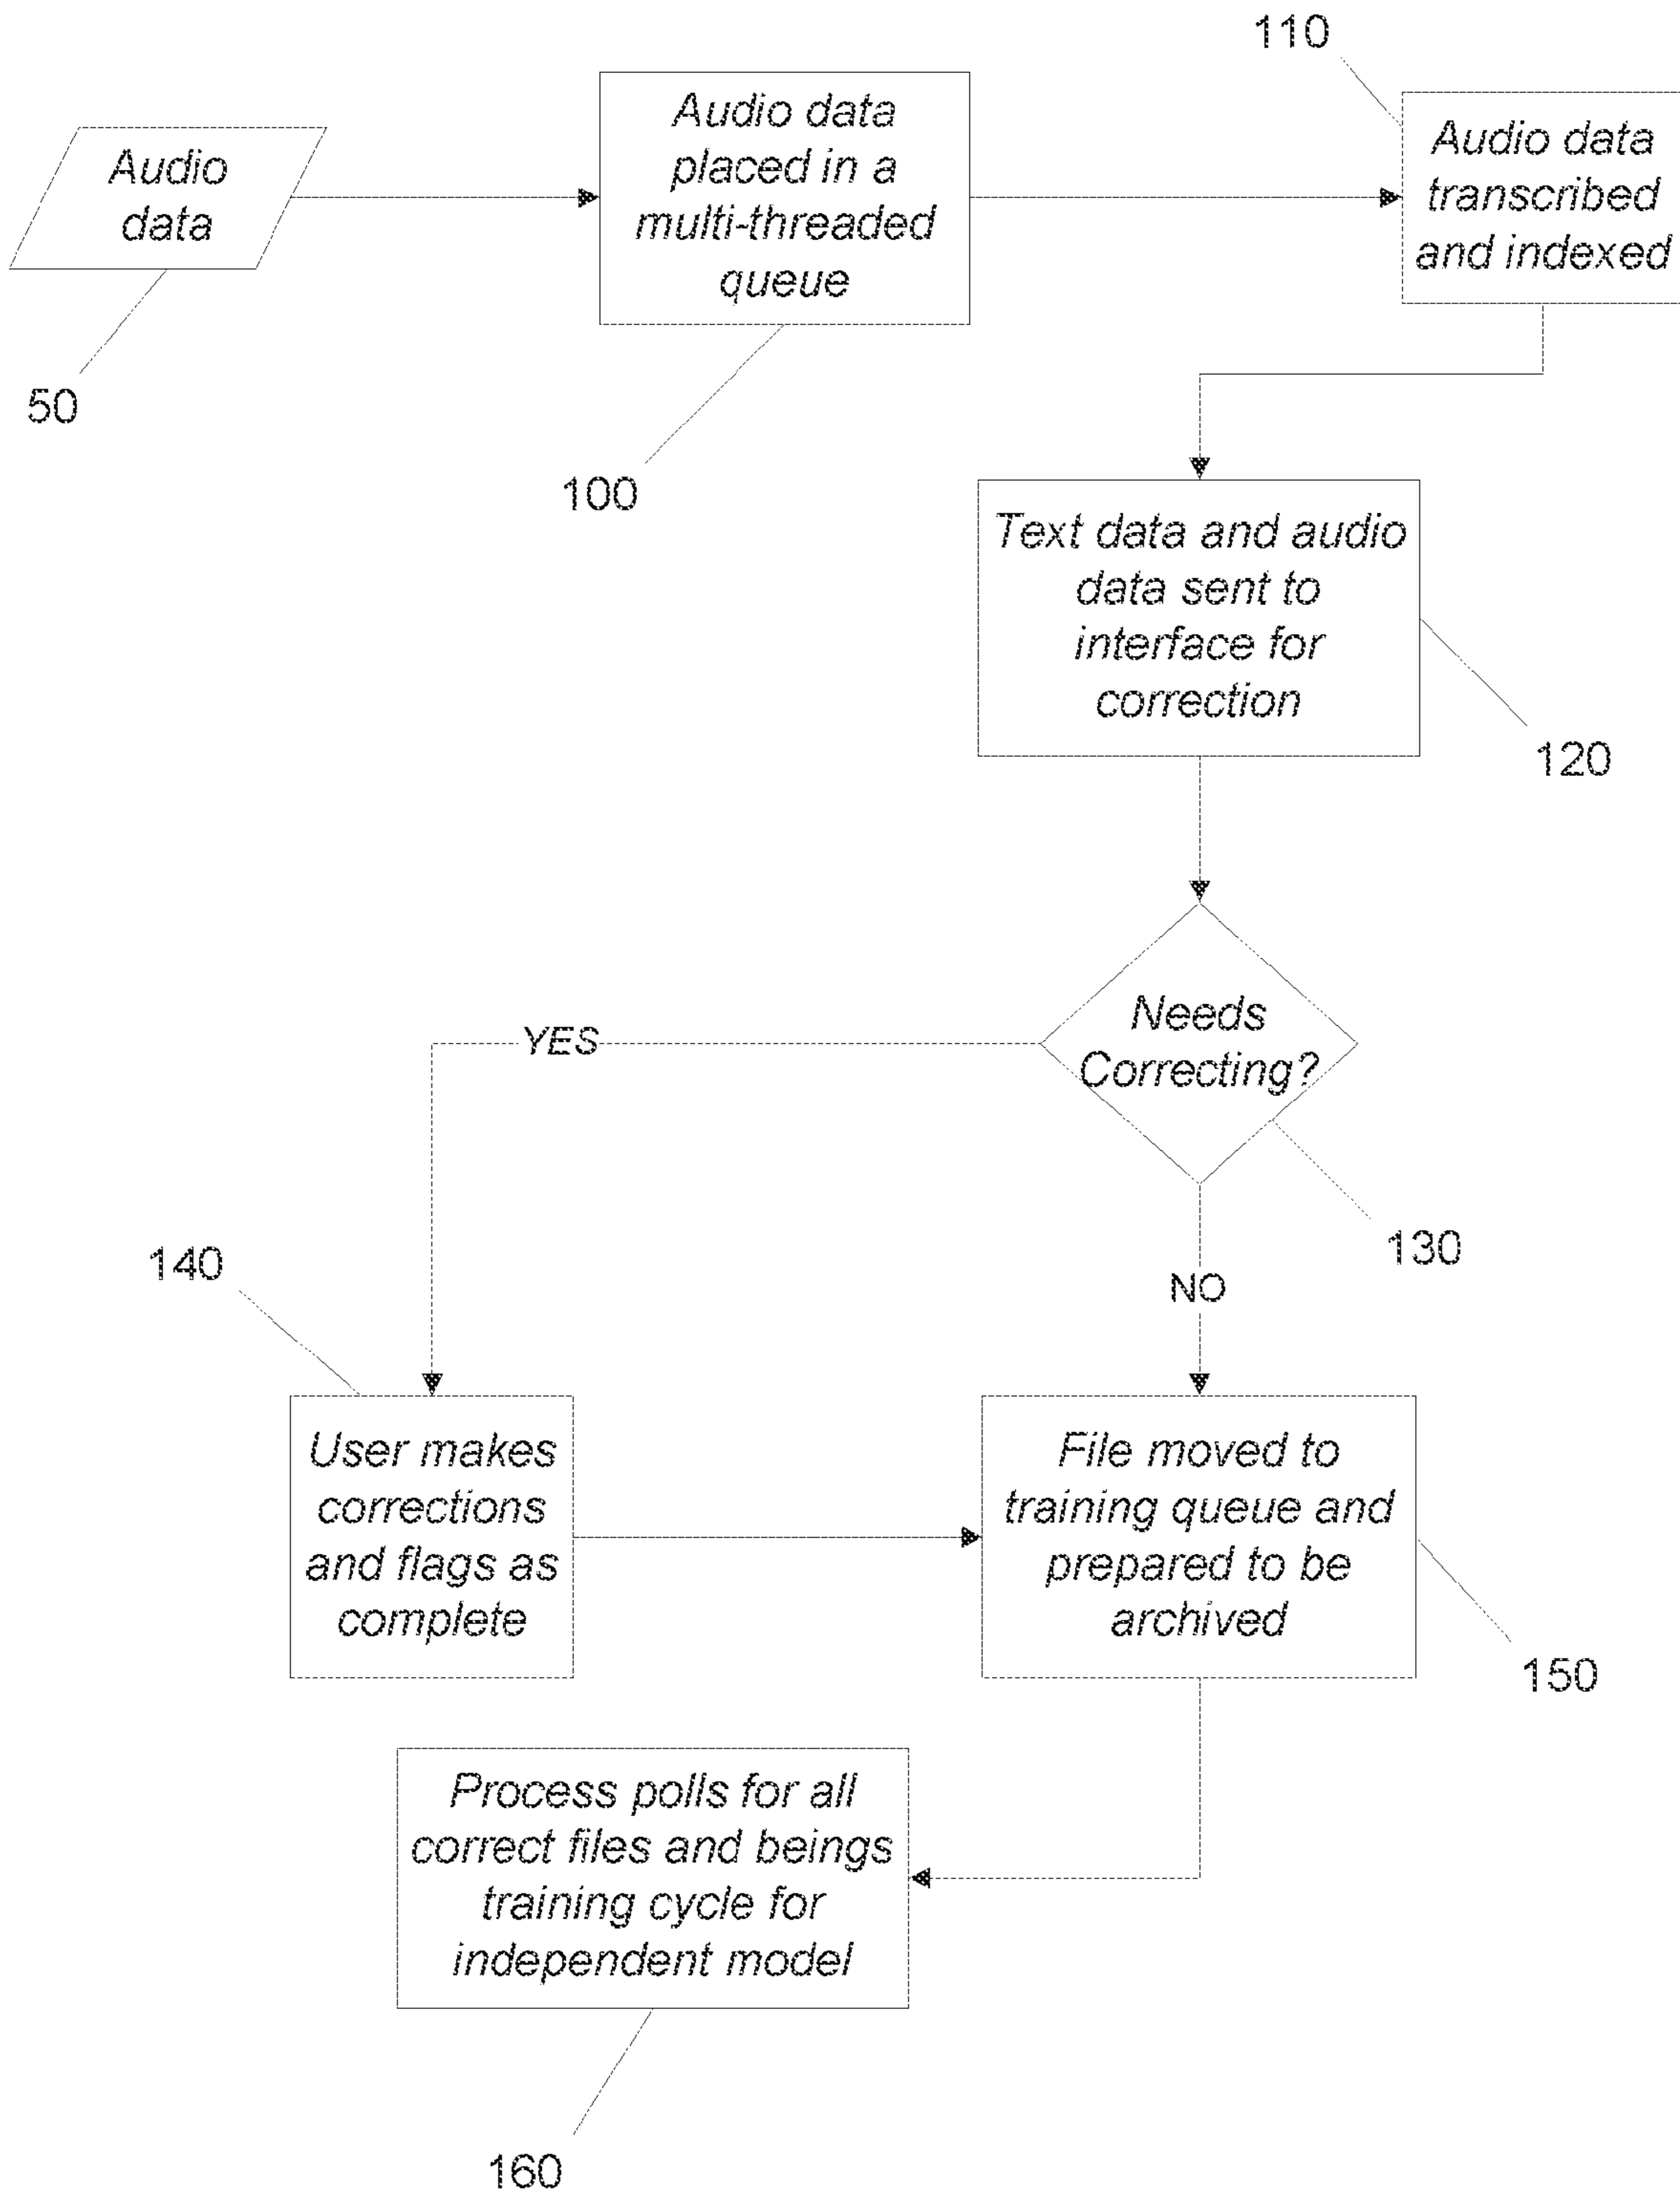 110
Audio
data
50
Audio data
placed in a
multi-threaded
queue
100
Audio data
transcribed
and indexed
Text data and audio
data sent to
interface for
correction
120
Needs
Correcting?
130
YES
NO
140
User makes
corrections
and flags as
complete
File moved to
training queue and
prepared to be
archived
150
Process polls for all
correct files and beings
training cycle for
independent model
160